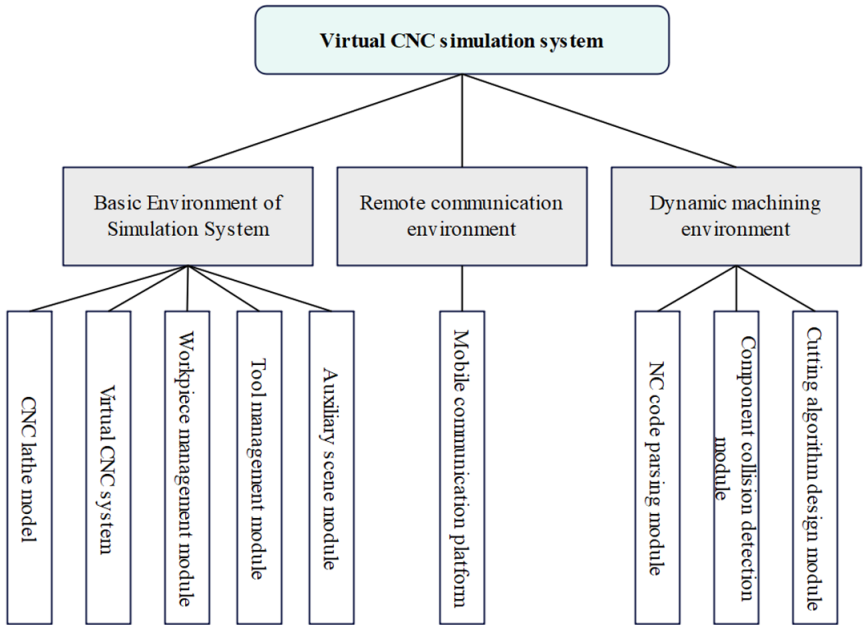 Virtual CNC simulation system
Basic Environment of
Simulation System
Remote communication
environment
Dynamic machining
environment
CNC lathe model
Virtual CNC system
Workpiece management module
Tool management module
Auxiliary scene module
Mobile communication platform
NC code parsing module
Component collision detection
module
Cutting algorithm design module